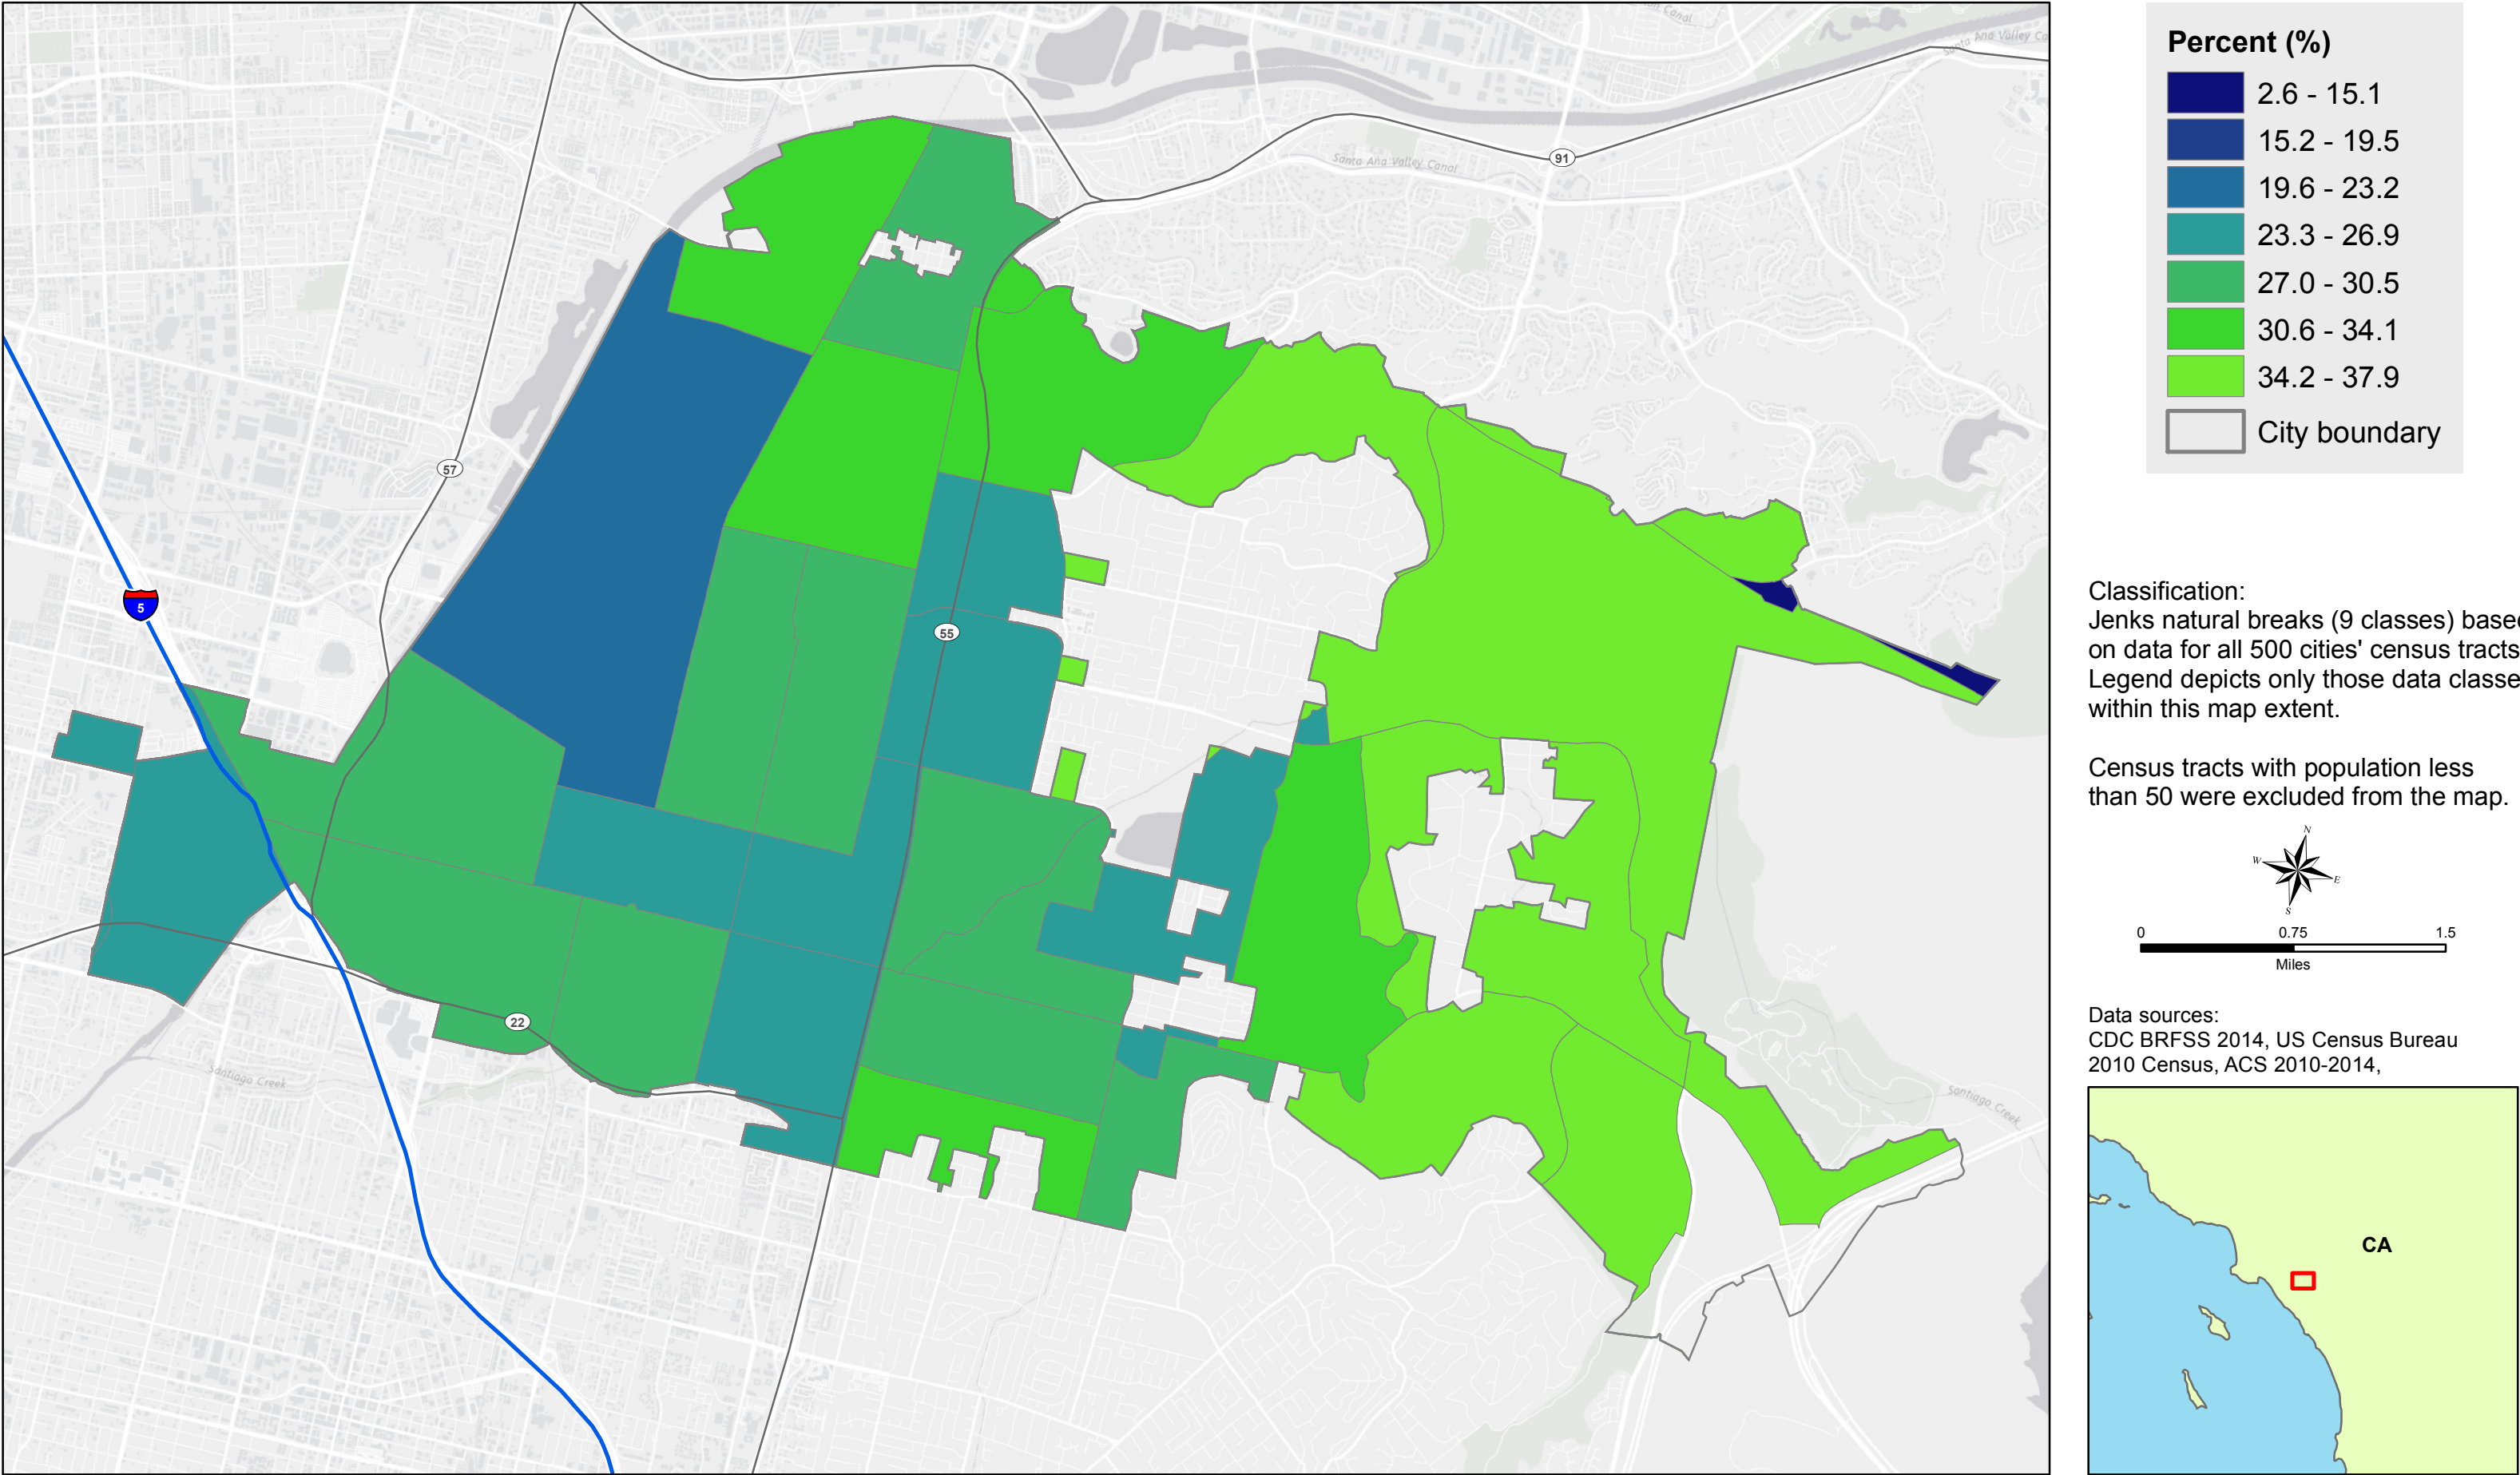 Percent (%)
2.6 - 15.1
15.2 - 19.5
19.6 - 23.2
23.3 - 26.9
27.0 - 30.5
30.6 - 34.1
34.2 - 37.9
City boundary
Classification:
Jenks natural breaks (9 classes) base
on data for all 500 cities' census tracts
Legend depicts only those data classe
within this map extent.
Census tracts with population less
than 50 were excluded from the map.
N
W
E
S
0 0.75 1.5
Miles
Data sources:
CDC BRFSS 2014, US Census Bureau
2010 Census, ACS 2010-2014,
CA
Canal
Santa Ana Valley Ca
Santa Ana Valley Canal
91
57
5
55
22
Santiago Creek
Santiago Creek